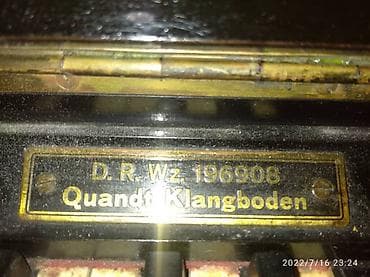 D. R. Wz. 196908
Quandt Klangboden
2022/7/16 23:24